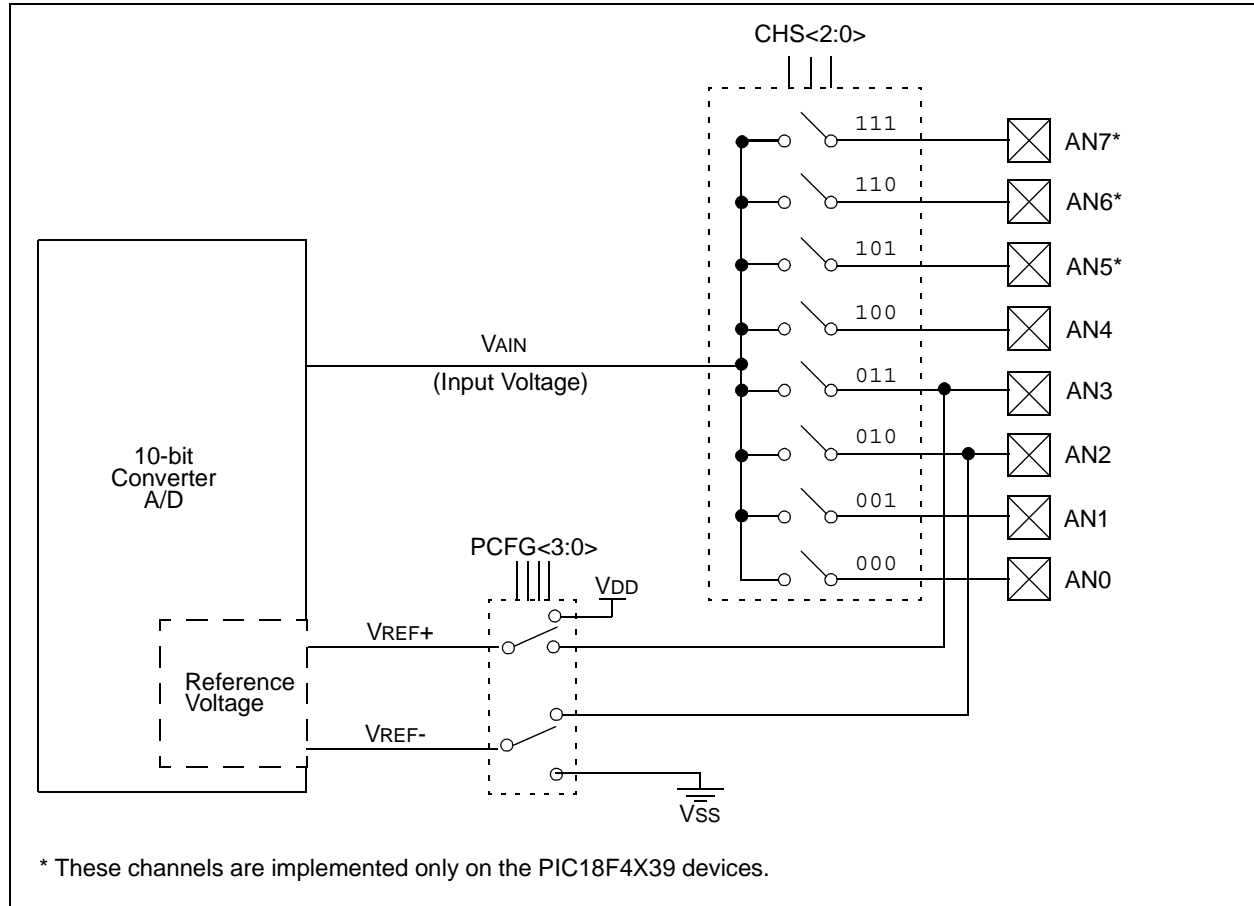 CHS<2:0>
111
AN7*
110
AN6*
101
AN5*
100
AN4
VAIN
(Input Voltage)
011
AN3
010
AN2
10-bit
Converter
A/D
001
AN1
PCFG<3:0>
000
AN0
VDD
VREF+
Reference
Voltage
VREF-
VSS
* These channels are implemented only on the PIC18F4X39 devices.